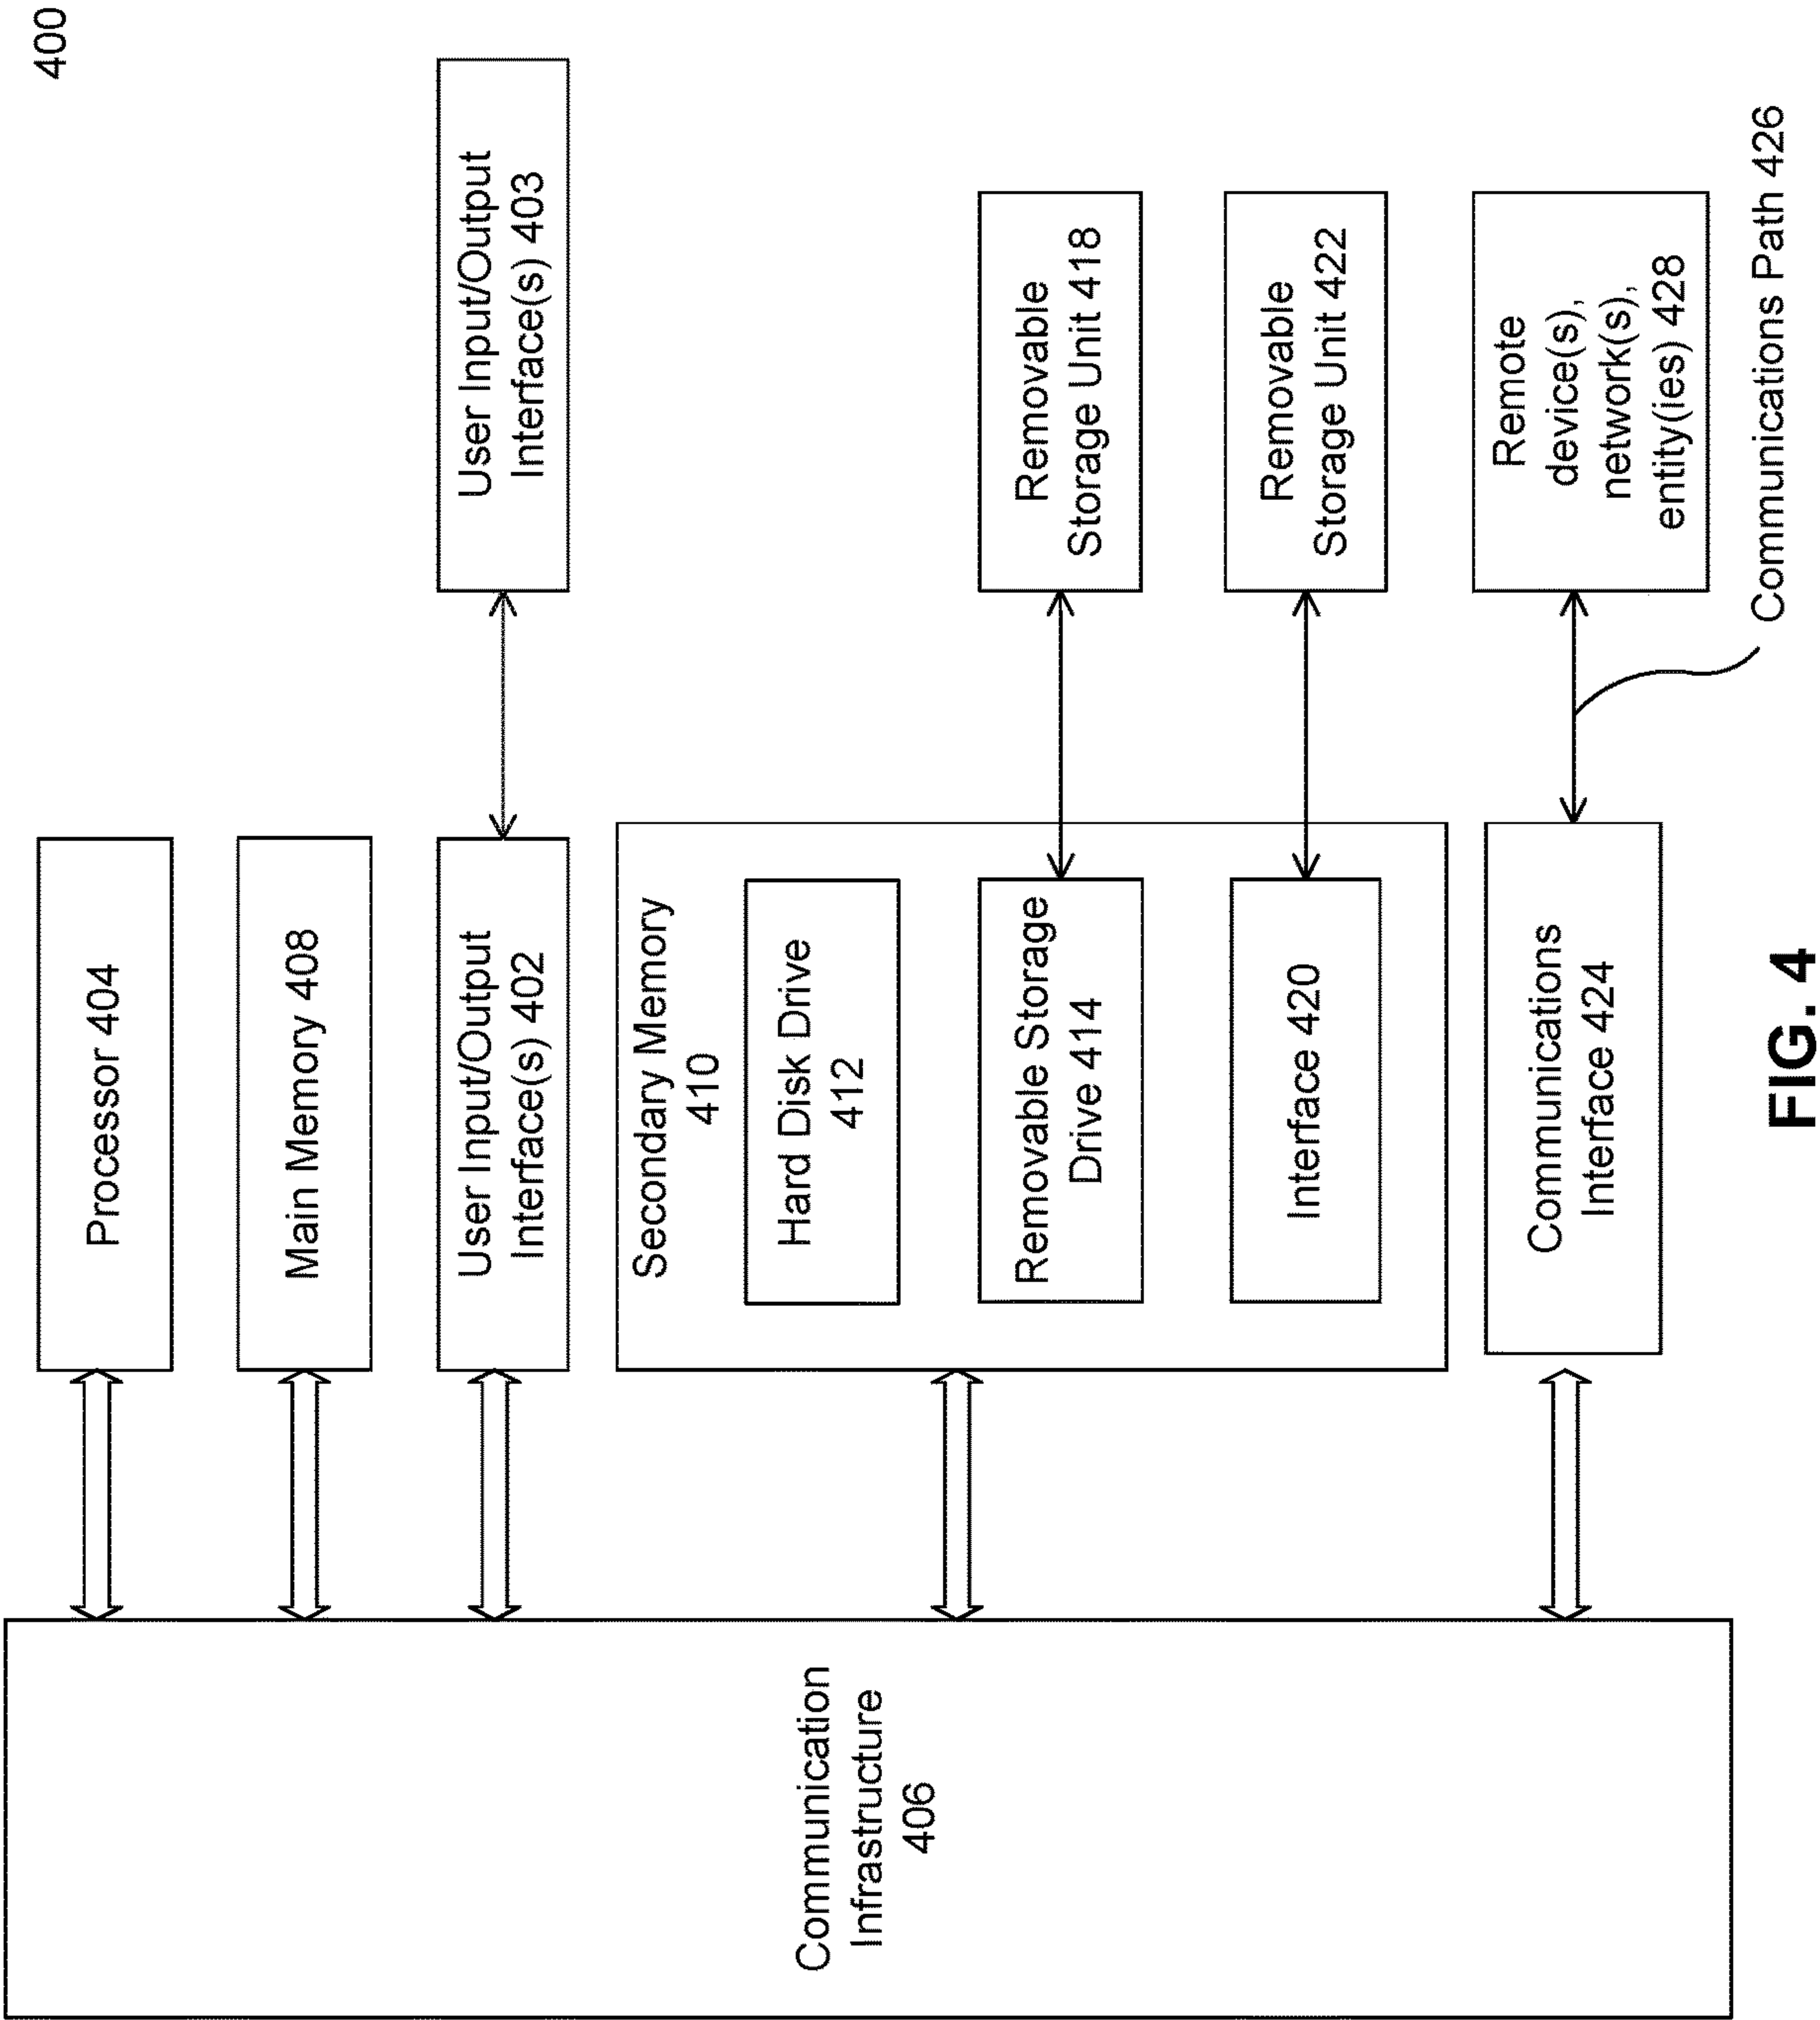 400
Processor 404
Main Memory 408
User Input/Output
Interface(s) 402
User Input/Output
Interface(s) 403
Communication
Infrastructure
406
Secondary Memory
410
Hard Disk Drive
412
Removable Storage
Drive 414
Removable
Storage Unit 418
Interface 420
Removable
Storage Unit 422
Communications
Interface 424
Remote
device(s),
network(s),
entity(ies) 428
Communications Path 426
FIG. 4